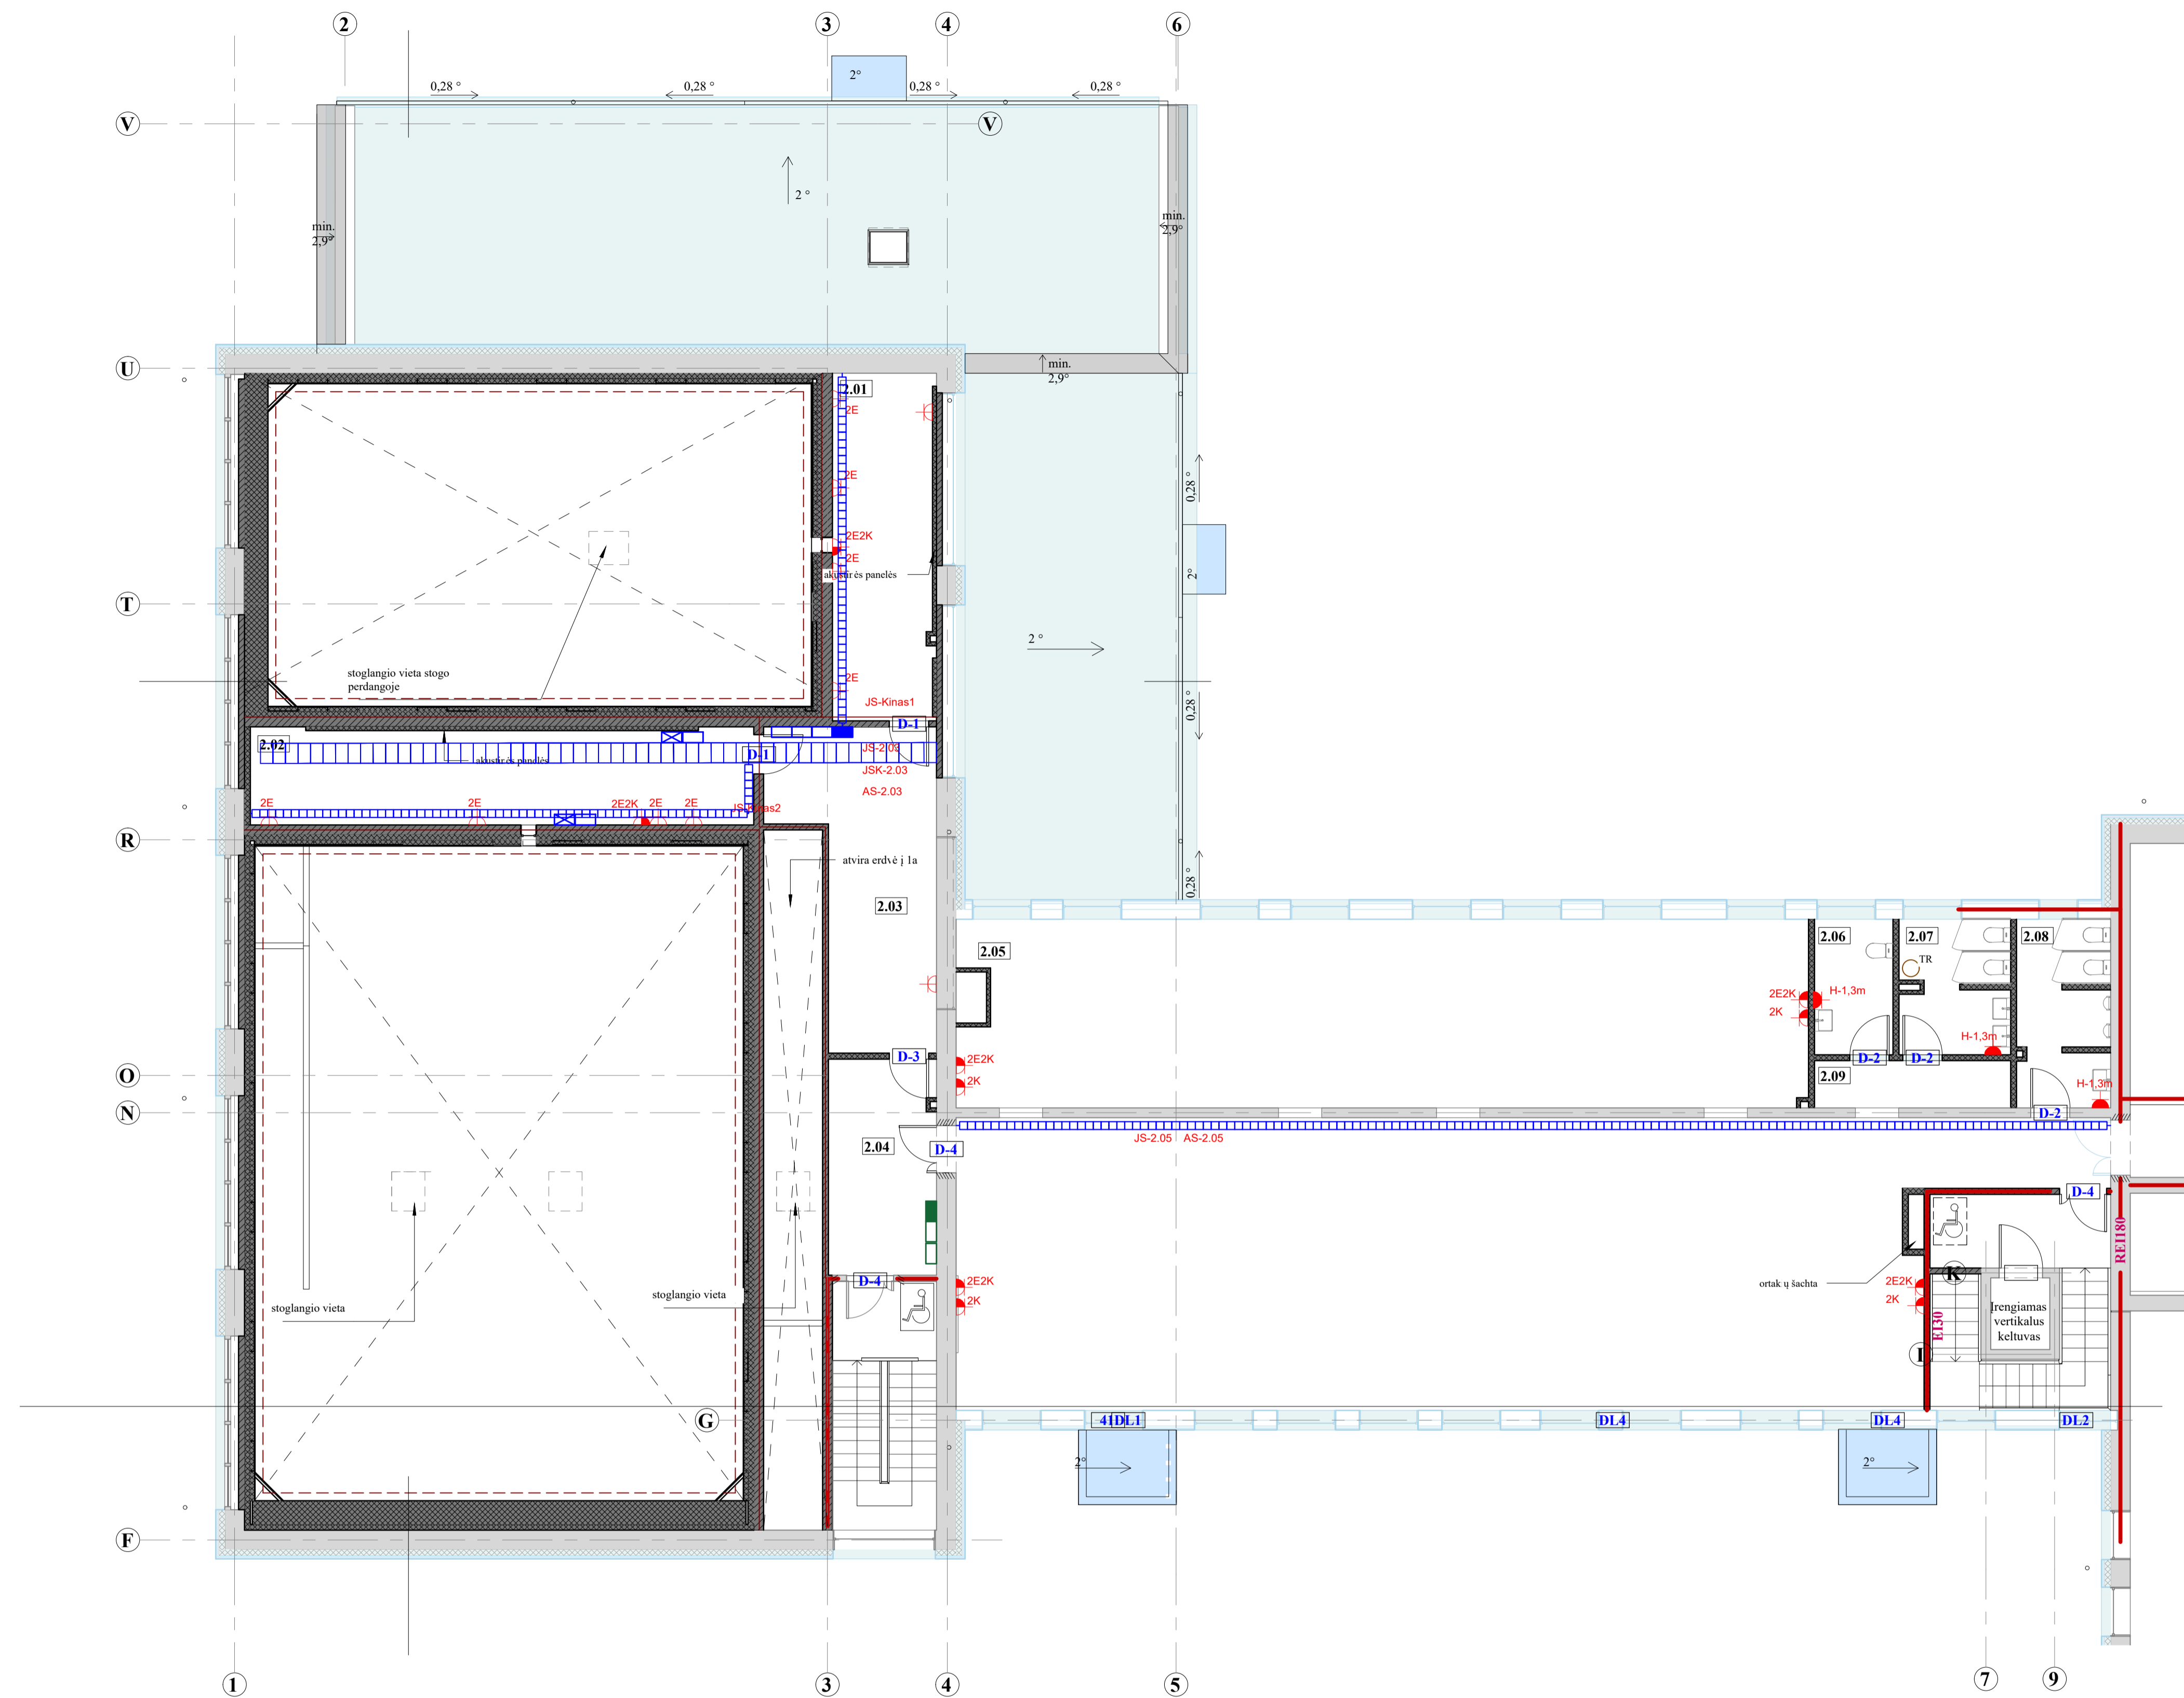 2
3
4
6
2°
0,28 °
0,28 °
0,28 °
0,28 °
V
V
2 °
min.
2,9°
min.
2,9°
U
min.
2,9°
2.01
2E
2E
0,28 °
2E2K
2E
akustinės panelės
2°
T
2 °
stoglangio vieta stogo
perdangoje
2E
JS-Kinas1
0,28 °
D-1
2.02
D-1
JS-2.03
akustinės panelės
JSK-2.03
AS-2.03
2E
2E
2E2K
2E
2E
JS-Kinas2
R
atvira erdvė į 1a
0,28 °
2.03
2.05
2.06
2.07
2.08
TR
2E2K
H-1,3m
2K
H-1,3m
D-3
2E2K
D-2
D-2
O
2K
2.09
H-1,3m
N
D-2
JS-2.05
AS-2.05
2.04
D-4
D-4
REI180
K
D-4
2E2K
ortakų šachta
2E2K
stoglangio vieta
stoglangio vieta
2K
2K
Įrengiamas
vertikalus
keltuvas
EI30
I
G
41
DL1
DL4
DL4
DL2
2°
2°
F
1
3
4
5
7
9